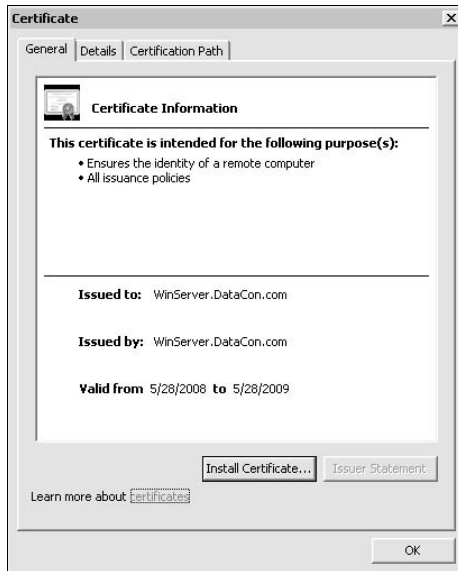 Certificate
General Details Certification Path
Certificate Information
This certificate is intended for the following purpose(s):
• Ensures the identity of a remote computer
• All issuance policies
Issued to: WinServer.DataCon.com
Issued by: WinServer.DataCon.com
Valid from 5/28/2008 to 5/28/2009
Install Certificate... Issuer Statement
Learn more about certificates
OK